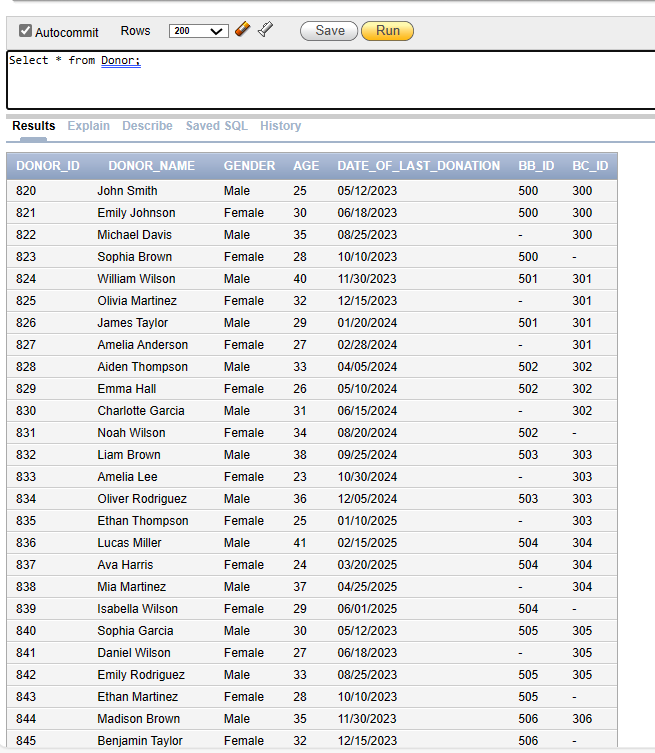 Autocommit Rows 200 Save Run
Select * from Donor;
Results Explain Describe Saved SQL History
DONOR_ID DONOR_NAME GENDER AGE DATE_OF_LAST_DONATION BB_ID BC_ID
820 John Smith Male 25 05/12/2023 500 300
821 Emily Johnson Female 30 06/18/2023 500 300
822 Michael Davis Male 35 08/25/2023 - 300
823 Sophia Brown Female 28 10/10/2023 500 -
824 William Wilson Male 40 11/30/2023 501 301
825 Olivia Martinez Female 32 12/15/2023 - 301
826 James Taylor Male 29 01/20/2024 501 301
827 Amelia Anderson Female 27 02/28/2024 - 301
828 Aiden Thompson Male 33 04/05/2024 502 302
829 Emma Hall Female 26 05/10/2024 502 302
830 Charlotte Garcia Male 31 06/15/2024 - 302
831 Noah Wilson Female 34 08/20/2024 502 -
832 Liam Brown Male 38 09/25/2024 503 303
833 Amelia Lee Female 23 10/30/2024 - 303
834 Oliver Rodriguez Male 36 12/05/2024 503 303
835 Ethan Thompson Female 25 01/10/2025 - 303
836 Lucas Miller Male 41 02/15/2025 504 304
837 Ava Harris Female 24 03/20/2025 504 304
838 Mia Martinez Male 37 04/25/2025 - 304
839 Isabella Wilson Female 29 06/01/2025 504 -
840 Sophia Garcia Male 30 05/12/2023 505 305
841 Daniel Wilson Female 27 06/18/2023 - 305
842 Emily Rodriguez Male 33 08/25/2023 505 305
843 Ethan Martinez Female 28 10/10/2023 505 -
844 Madison Brown Male 35 11/30/2023 506 306
845 Benjamin Taylor Female 32 12/15/2023 506 -